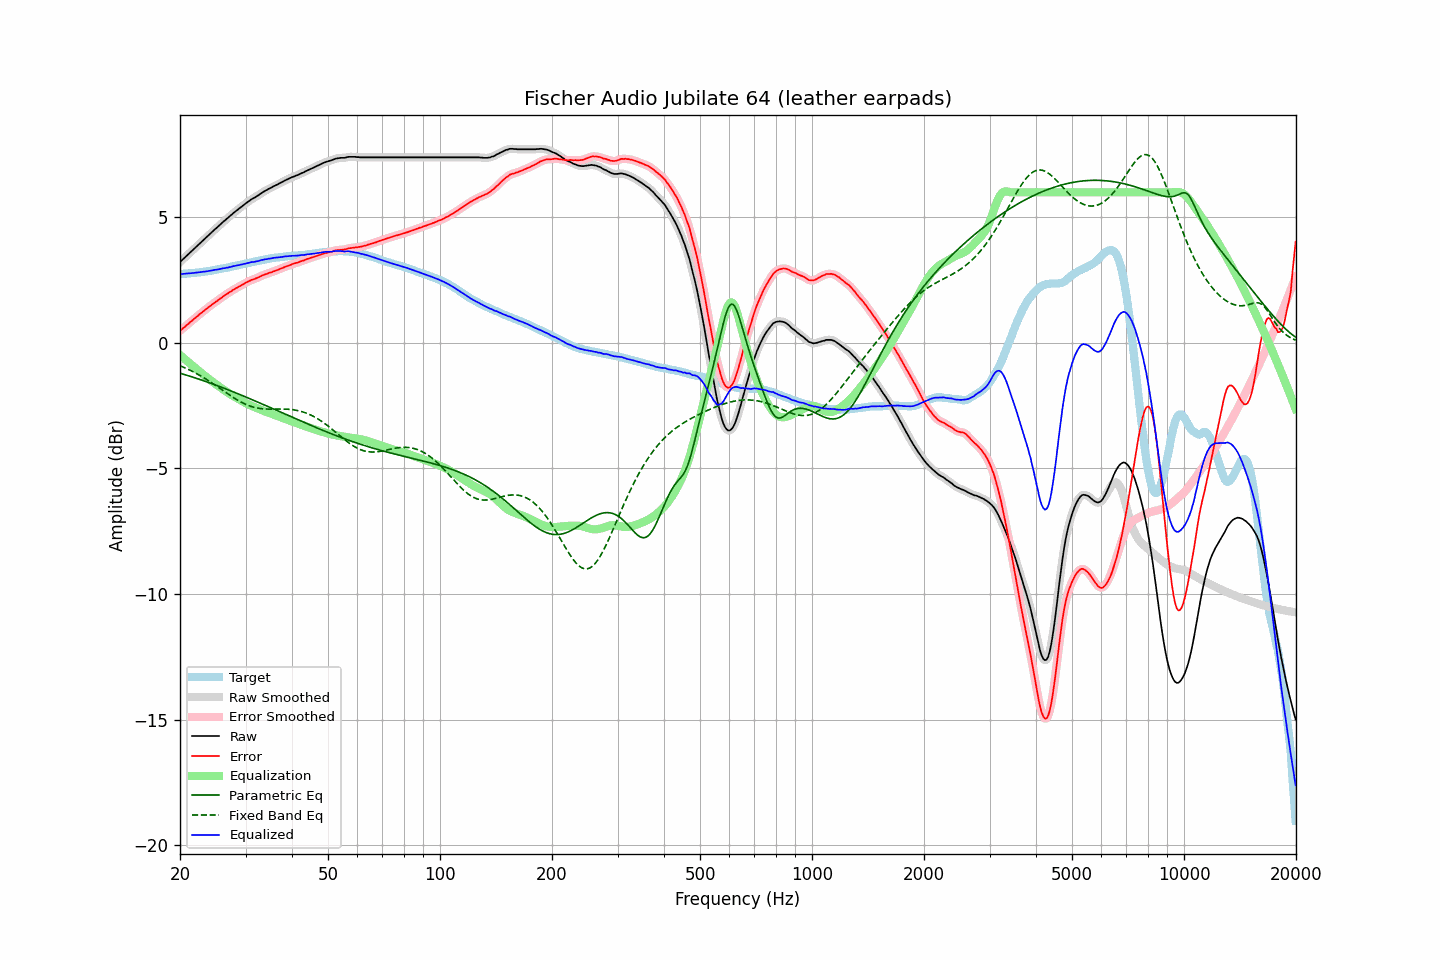 Fischer Audio Jubilate 64 (leather earpads)
Amplitude (dBr)
5
0
−5
−10
−15
−20
Target
Raw Smoothed
Error Smoothed
Raw
Error
Equalization
Parametric Eq
Fixed Band Eq
Equalized
20 50 100 200 500 1000 2000 5000 10000 20000
Frequency (Hz)